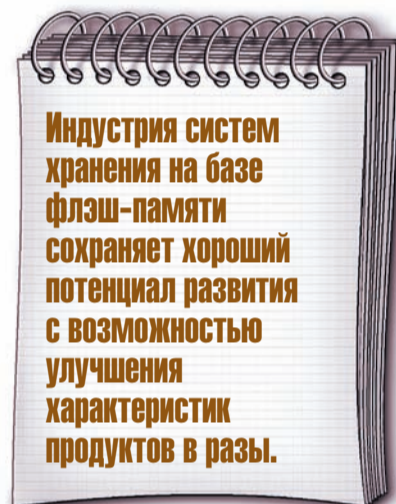 Индустрия систем
хранения на базе
флэш-памяти
сохраняет хороший
потенциал развития
с возможностью
улучшения
характеристик
продуктов в разы.